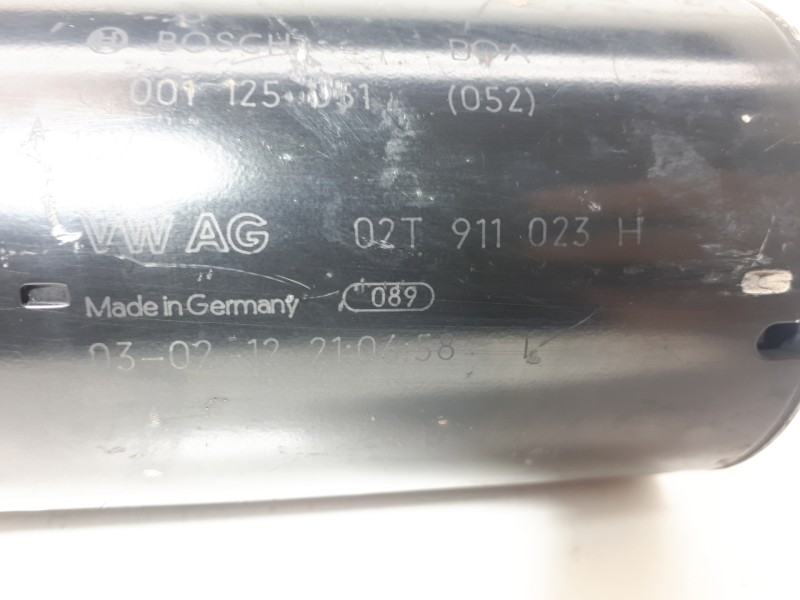 BOSCH BOA
001 125 051 (052)
VW AG 02T 911 023 H
Made in Germany 089
03-02-12 21:04:58